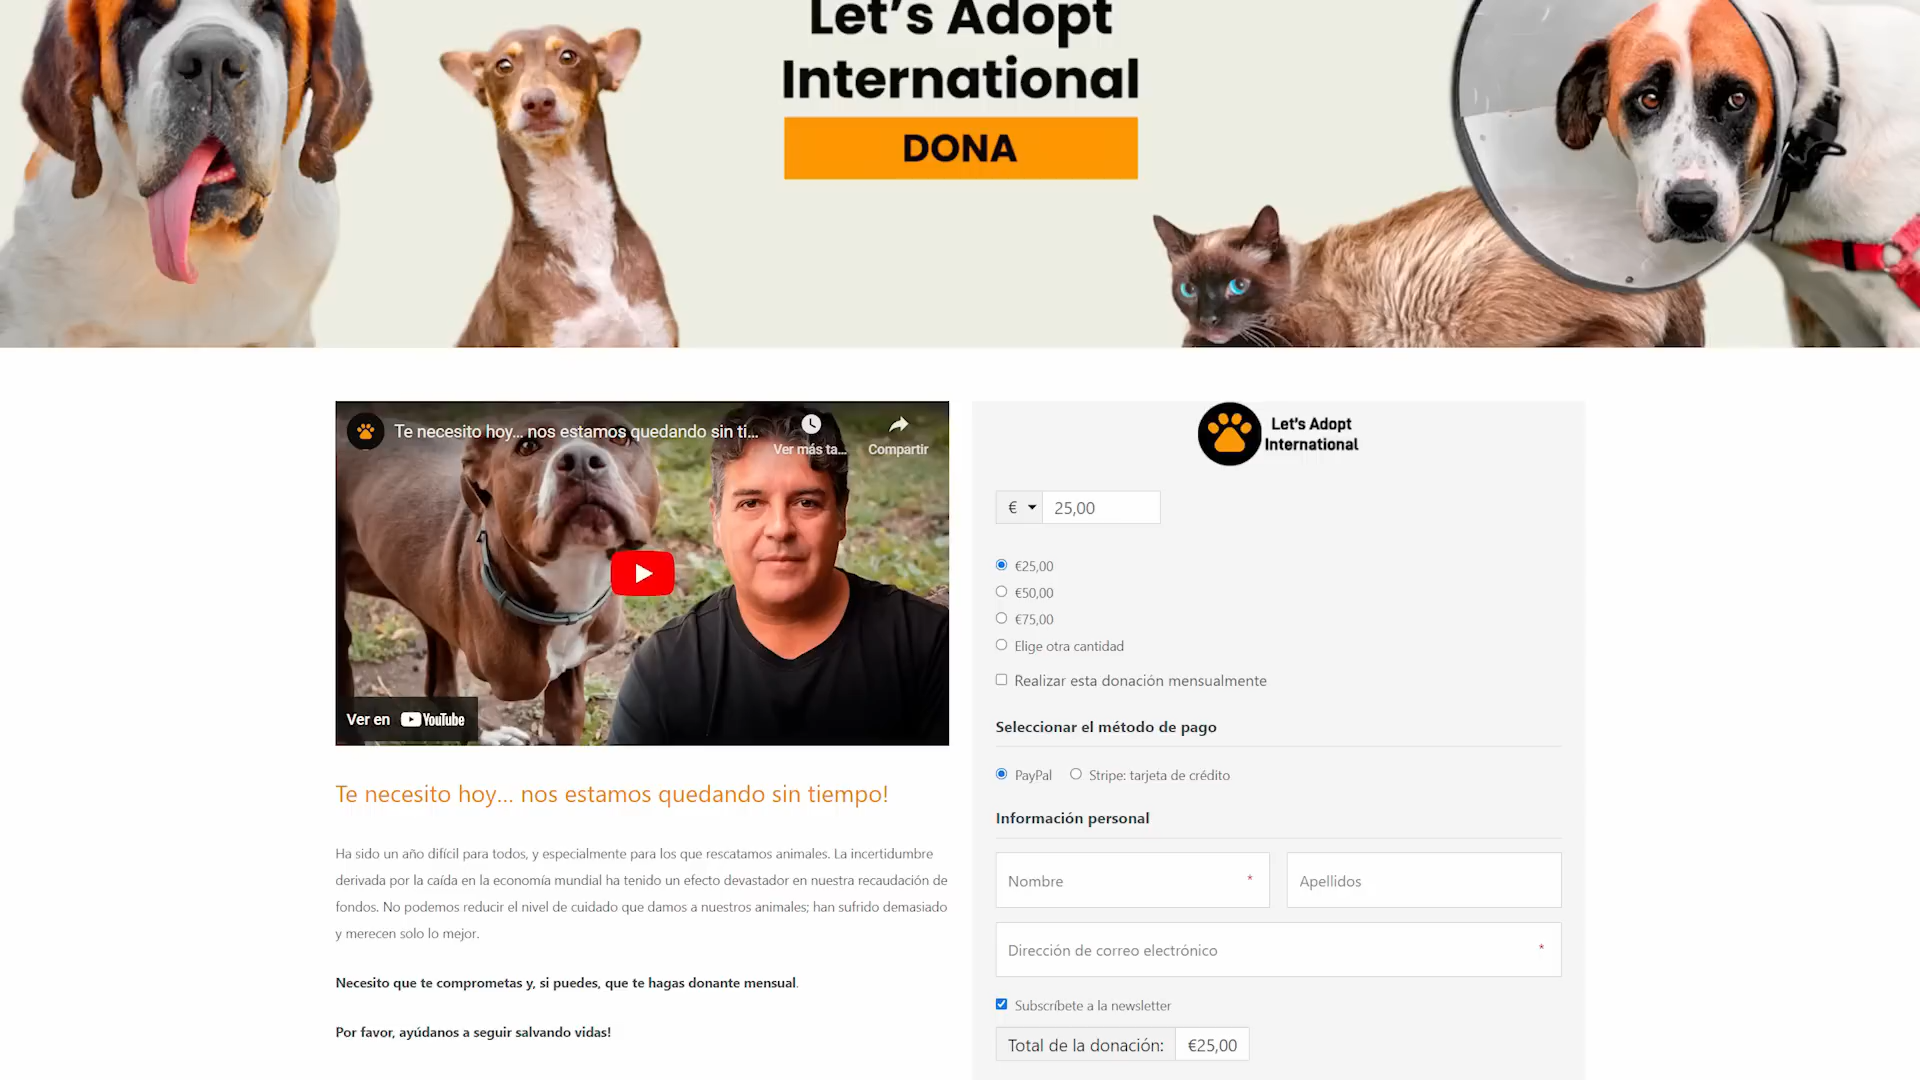 Let's Adopt
International
DONA
Te necesito hoy... nos estamos quedando sin ti...
Ver más ta...
Compartir
Ver en YouTube
Te necesito hoy... nos estamos quedando sin tiempo!
Ha sido un año difícil para todos, y especialmente para los que rescatamos animales. La incertidumbre
derivada por la caída en la economía mundial ha tenido un efecto devastador en nuestra recaudación de
fondos. No podemos reducir el nivel de cuidado que damos a nuestros animales; han sufrido demasiado
y merecen solo lo mejor.
Necesito que te comprometas y, si puedes, que te hagas donante mensual.
Por favor, ayúdanos a seguir salvando vidas!
Let's Adopt
International
€ 25,00
€25,00
€50,00
€75,00
Elige otra cantidad
Realizar esta donación mensualmente
Seleccionar el método de pago
PayPal Stripe: tarjeta de crédito
Información personal
Nombre * Apellidos
Dirección de correo electrónico *
Subscríbete a la newsletter
Total de la donación: €25,00